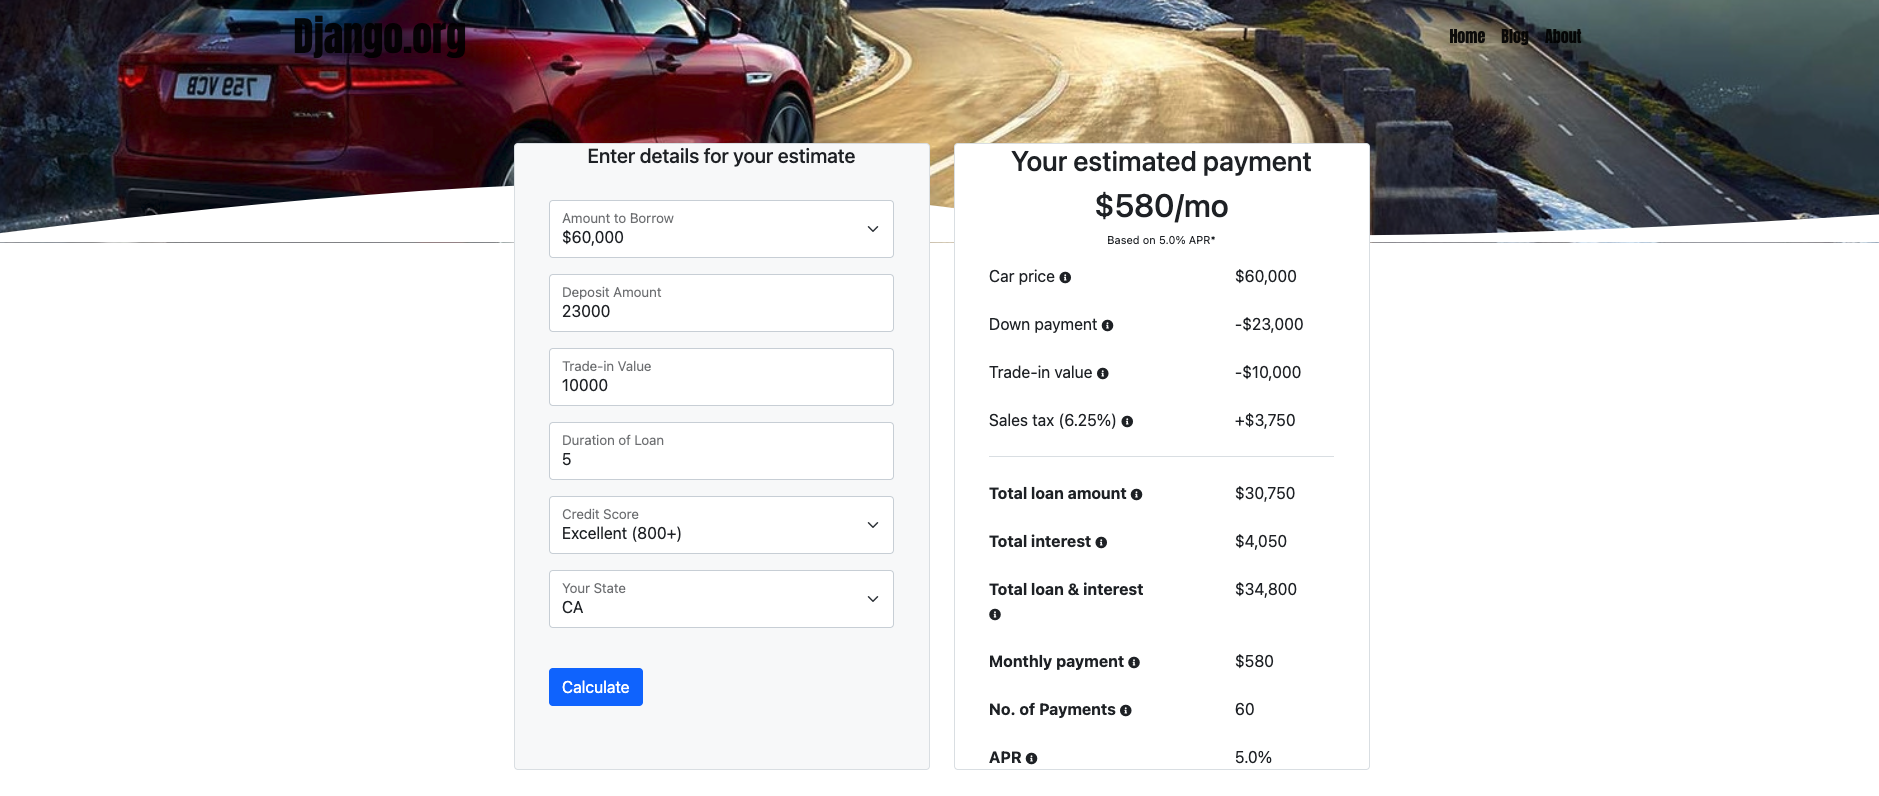 Django.org
Home Blog About
BCV 759
Enter details for your estimate
Amount to Borrow
$60,000
Deposit Amount
23000
Trade-in Value
10000
Duration of Loan
5
Credit Score
Excellent (800+)
Your State
CA
Calculate
Your estimated payment
$580/mo
Based on 5.0% APR*
Car price $60,000
Down payment -$23,000
Trade-in value -$10,000
Sales tax (6.25%) +$3,750
Total loan amount $30,750
Total interest $4,050
Total loan & interest $34,800
Monthly payment $580
No. of Payments 60
APR 5.0%